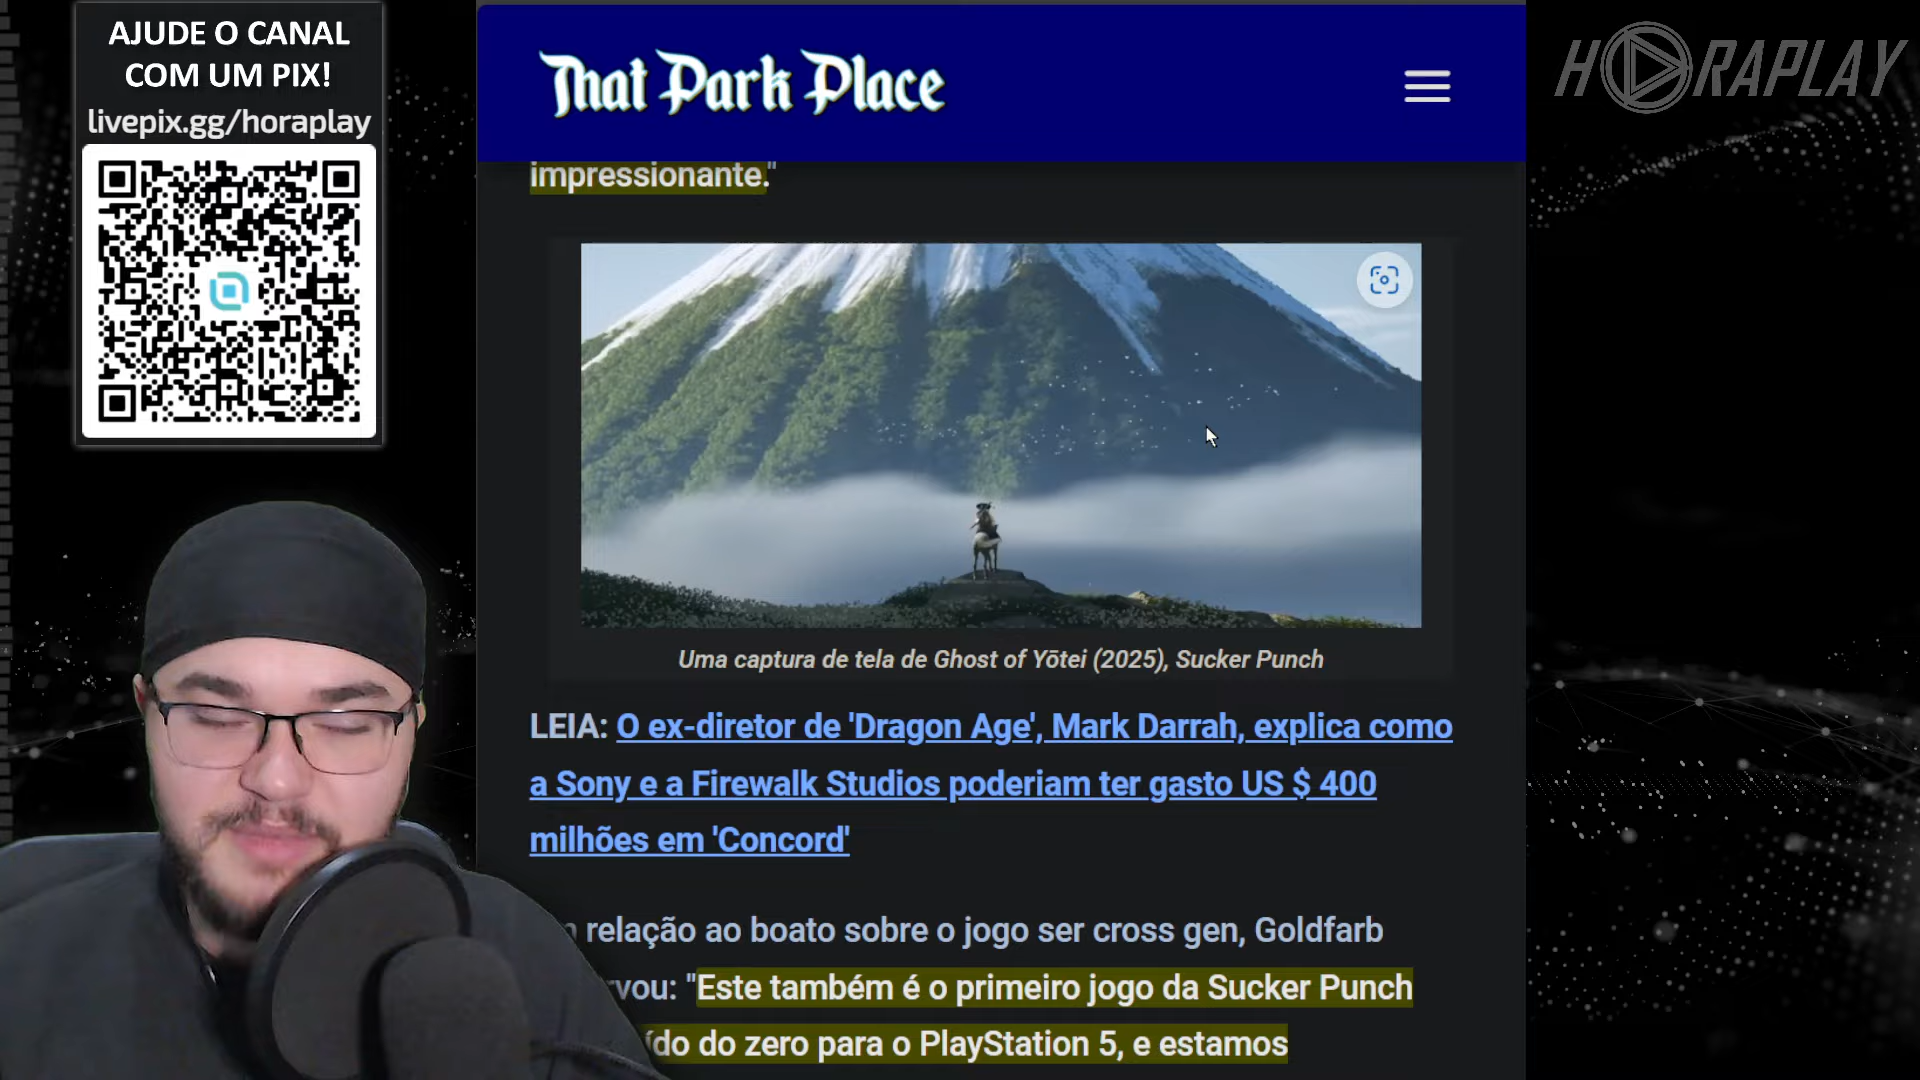 AJUDE O CANAL
COM UM PIX!
livepix.gg/horaplay
That Park Place
HORAPLAY
impressionante."
Uma captura de tela de Ghost of Yōtei (2025), Sucker Punch
LEIA: O ex-diretor de 'Dragon Age', Mark Darrah, explica como
a Sony e a Firewalk Studios poderiam ter gasto US $ 400
milhões em 'Concord'
relação ao boato sobre o jogo ser cross gen, Goldfarb
rvou: "Este também é o primeiro jogo da Sucker Punch
ído do zero para o PlayStation 5, e estamos